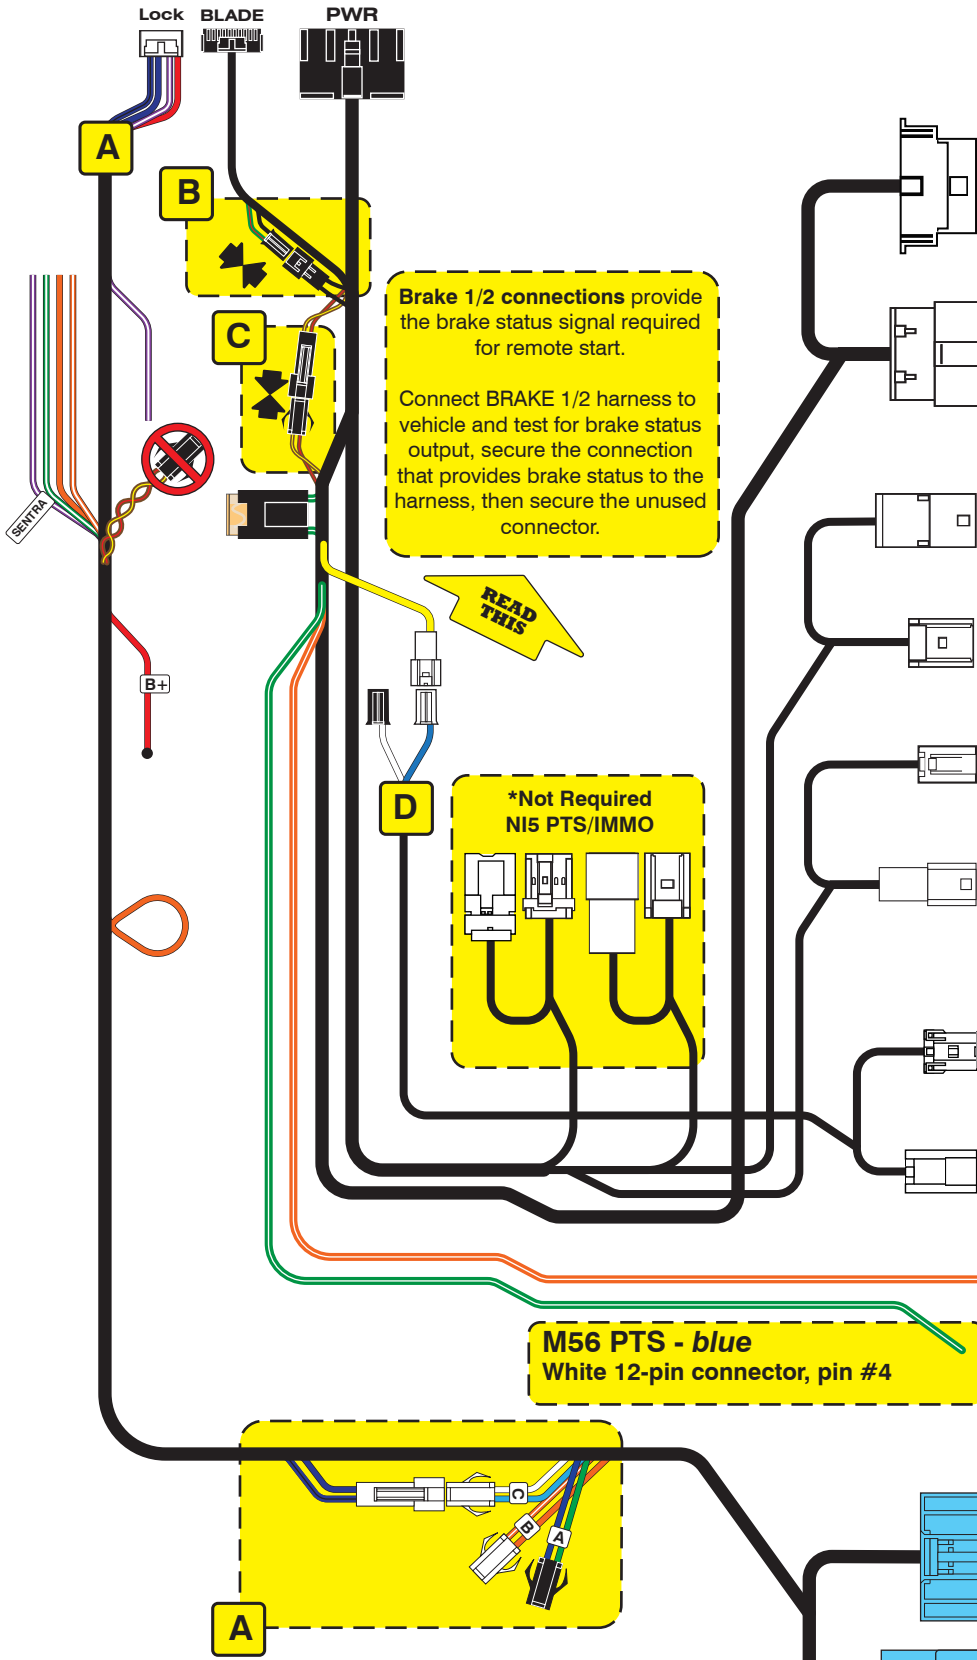 Lock BLADE PWR
A
B
C
Brake 1/2 connections provide
the brake status signal required
for remote start.
Connect BRAKE 1/2 harness to
vehicle and test for brake status
output, secure the connection
that provides brake status to the
harness, then secure the unused
connector.
SENTRA
READ
THIS
B+
D
*Not Required
NI5 PTS/IMMO
M56 PTS - blue
White 12-pin connector, pin #4
C
B
A
A